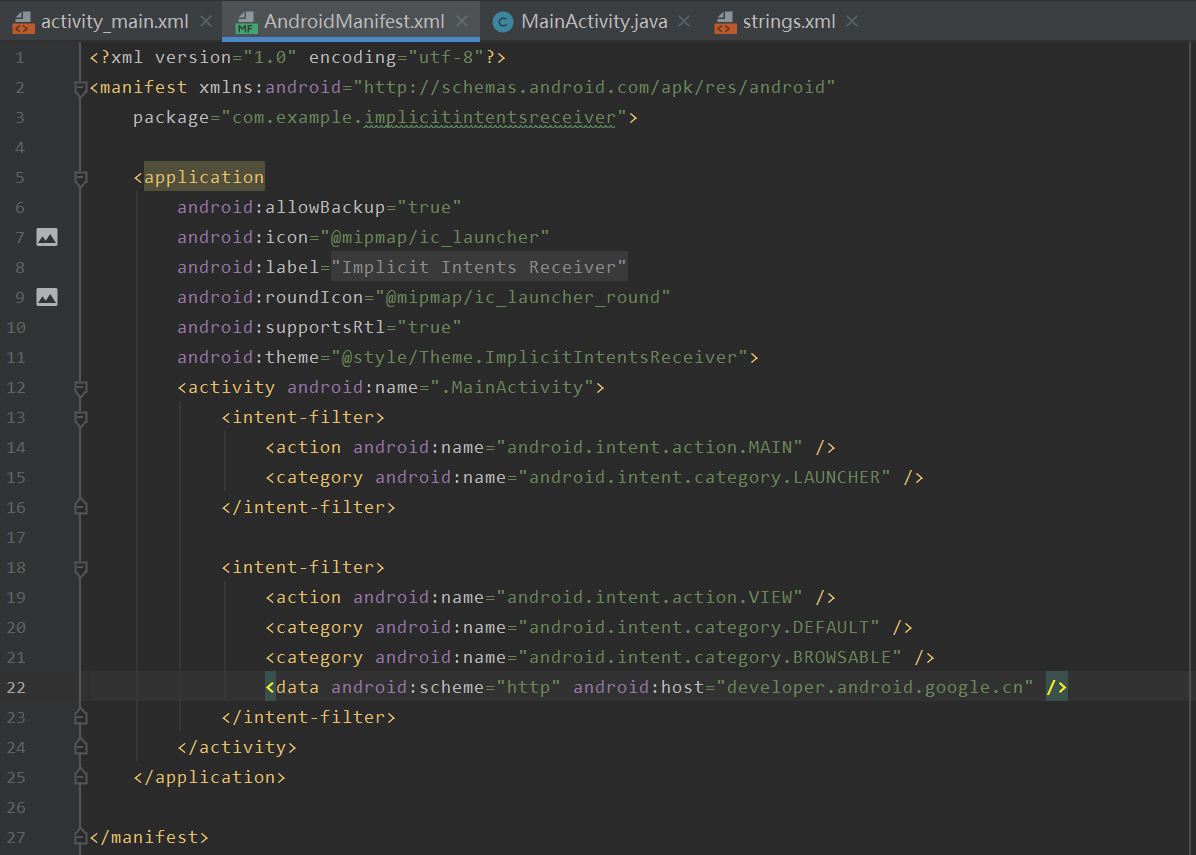 activity_main.xml AndroidManifest.xml MainActivity.java strings.xml
1 <?xml version="1.0" encoding="utf-8"?>
2 <manifest xmlns:android="http://schemas.android.com/apk/res/android"
3     package="com.example.implicitintentsreceiver">
4
5     <application
6         android:allowBackup="true"
7         android:icon="@mipmap/ic_launcher"
8         android:label="Implicit Intents Receiver"
9         android:roundIcon="@mipmap/ic_launcher_round"
10         android:supportsRtl="true"
11         android:theme="@style/Theme.ImplicitIntentsReceiver">
12         <activity android:name=".MainActivity">
13             <intent-filter>
14                 <action android:name="android.intent.action.MAIN" />
15                 <category android:name="android.intent.category.LAUNCHER" />
16             </intent-filter>
17
18             <intent-filter>
19                 <action android:name="android.intent.action.VIEW" />
20                 <category android:name="android.intent.category.DEFAULT" />
21                 <category android:name="android.intent.category.BROWSABLE" />
22                 <data android:scheme="http" android:host="developer.android.google.cn" />
23             </intent-filter>
24         </activity>
25     </application>
26
27 </manifest>